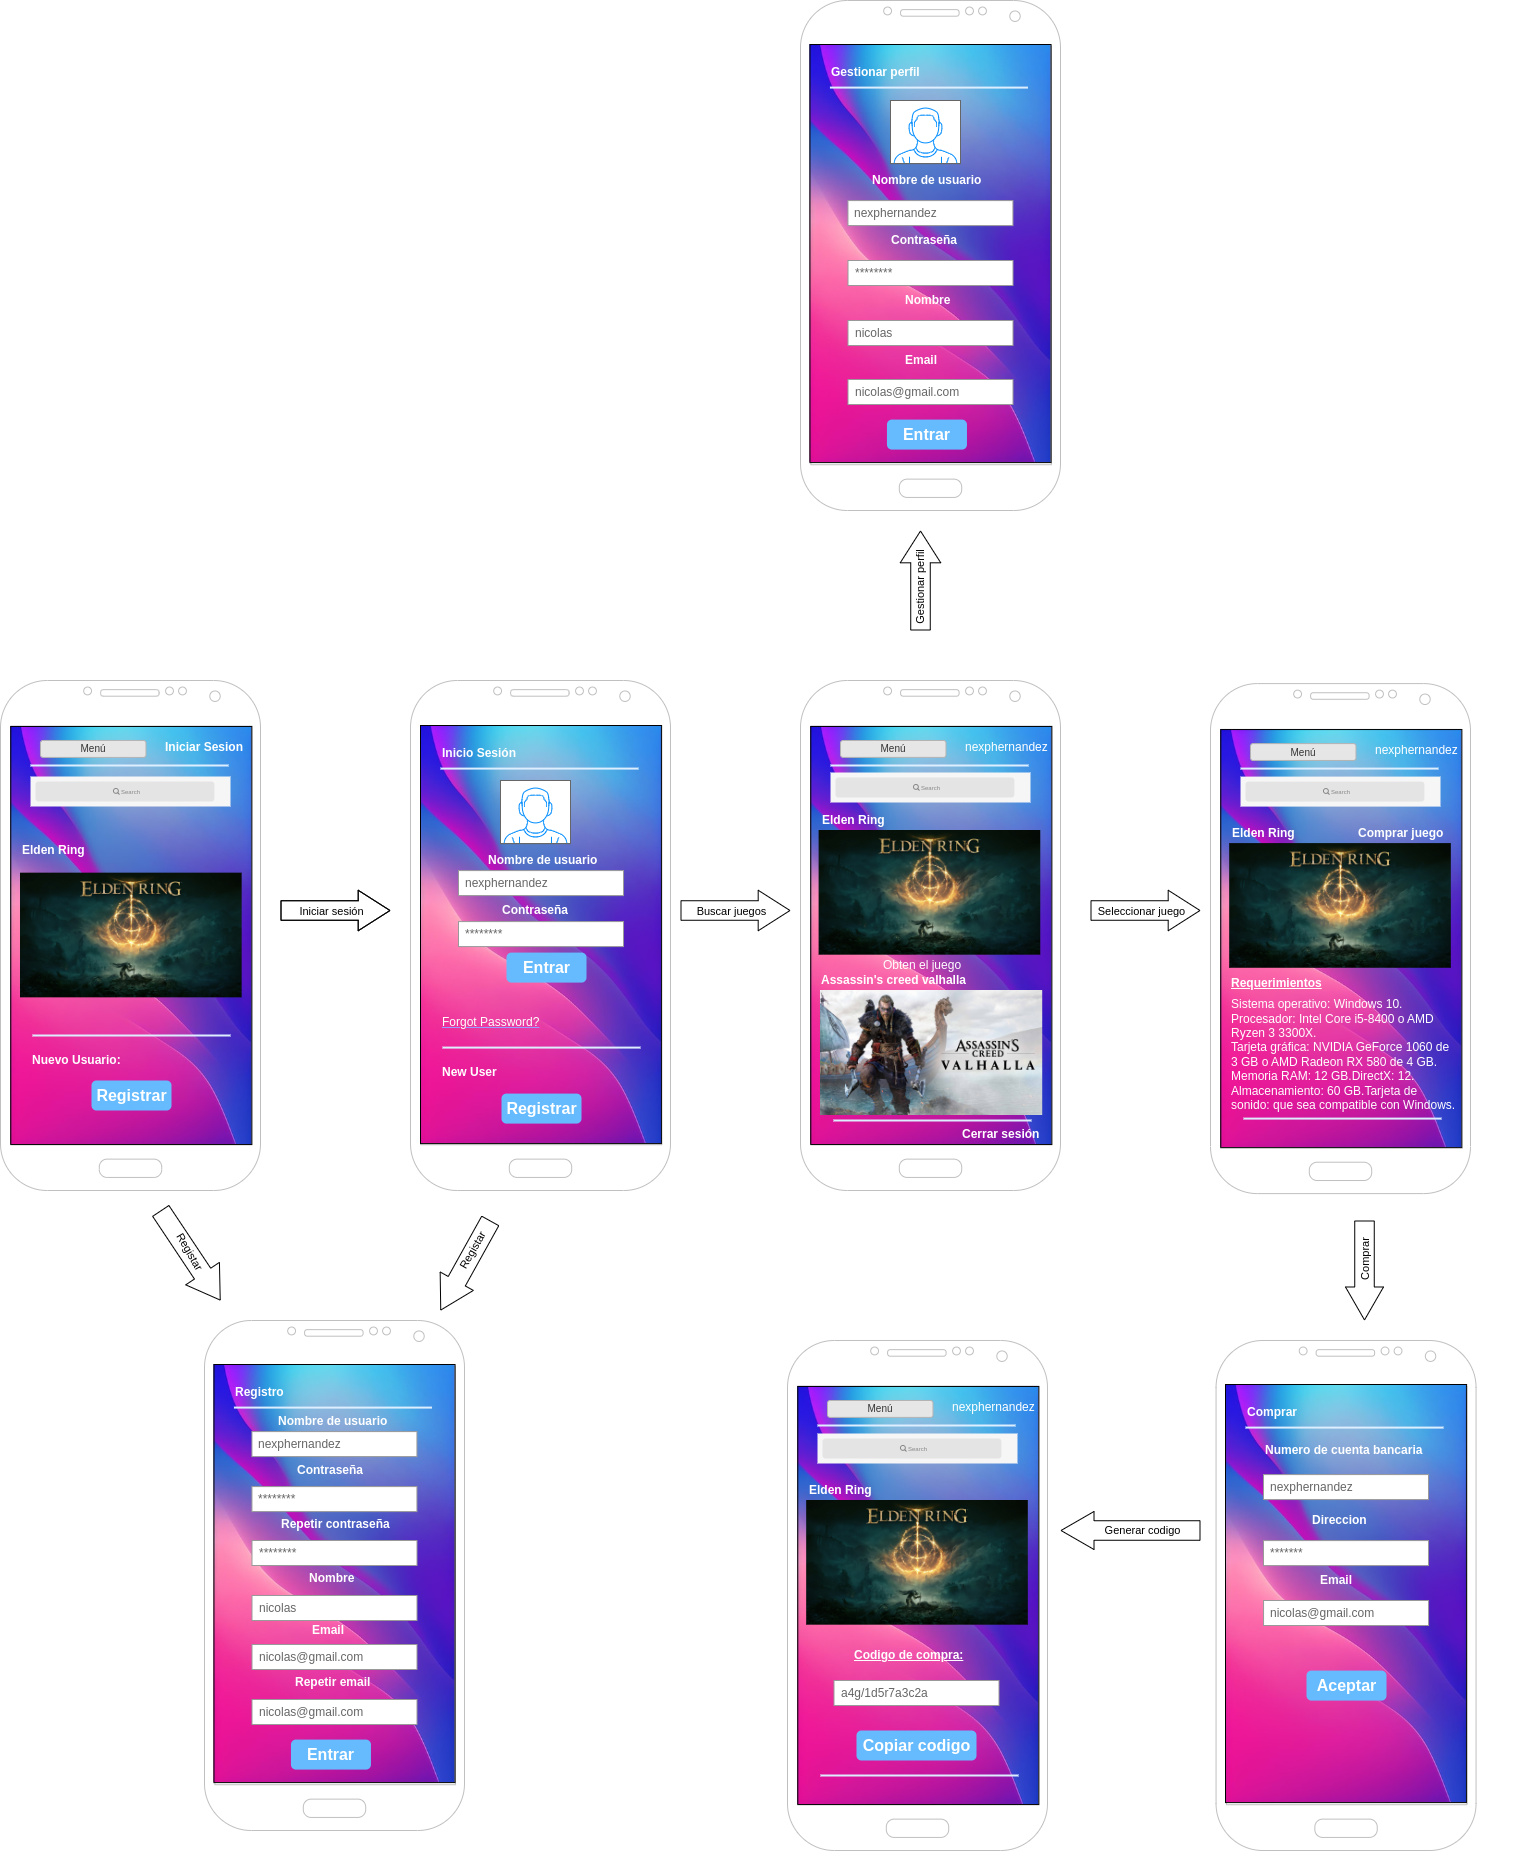 Gestionar perfil
Nombre de usuario
nexphernandez
Contraseña
********
Nombre
nicolas
Email
nicolas@gmail.com
Entrar
Gestionar perfil
Menú
Iniciar Sesion
Search
Elden Ring
ELDEN RING
Nuevo Usuario:
Registrar
Iniciar sesión
Inicio Sesión
Nombre de usuario
nexphernandez
Contraseña
********
Entrar
Forgot Password?
New User
Registrar
Buscar juegos
Menú
nexphernandez
Search
Elden Ring
ELDEN RING
Obten el juego
Assassin's creed valhalla
ASSASSIN'S
CREED
VALHALLA
Cerrar sesión
Seleccionar juego
Menú
nexphernandez
Search
Elden Ring
Comprar juego
ELDEN RING
Requerimientos
Sistema operativo: Windows 10.
Procesador: Intel Core i5-8400 o AMD
Ryzen 3 3300X.
Tarjeta gráfica: NVIDIA GeForce 1060 de
3 GB o AMD Radeon RX 580 de 4 GB.
Memoria RAM: 12 GB.DirectX: 12.
Almacenamiento: 60 GB.Tarjeta de
sonido: que sea compatible con Windows.
Registar
Registar
Comprar
Registro
Nombre de usuario
nexphernandez
Contraseña
********
Repetir contraseña
********
Nombre
nicolas
Email
nicolas@gmail.com
Repetir email
nicolas@gmail.com
Entrar
Menú
nexphernandez
Search
Elden Ring
ELDEN RING
Codigo de compra:
a4g/1d5r7a3c2a
Copiar codigo
Generar codigo
Comprar
Numero de cuenta bancaria
nexphernandez
Direccion
*******
Email
nicolas@gmail.com
Aceptar